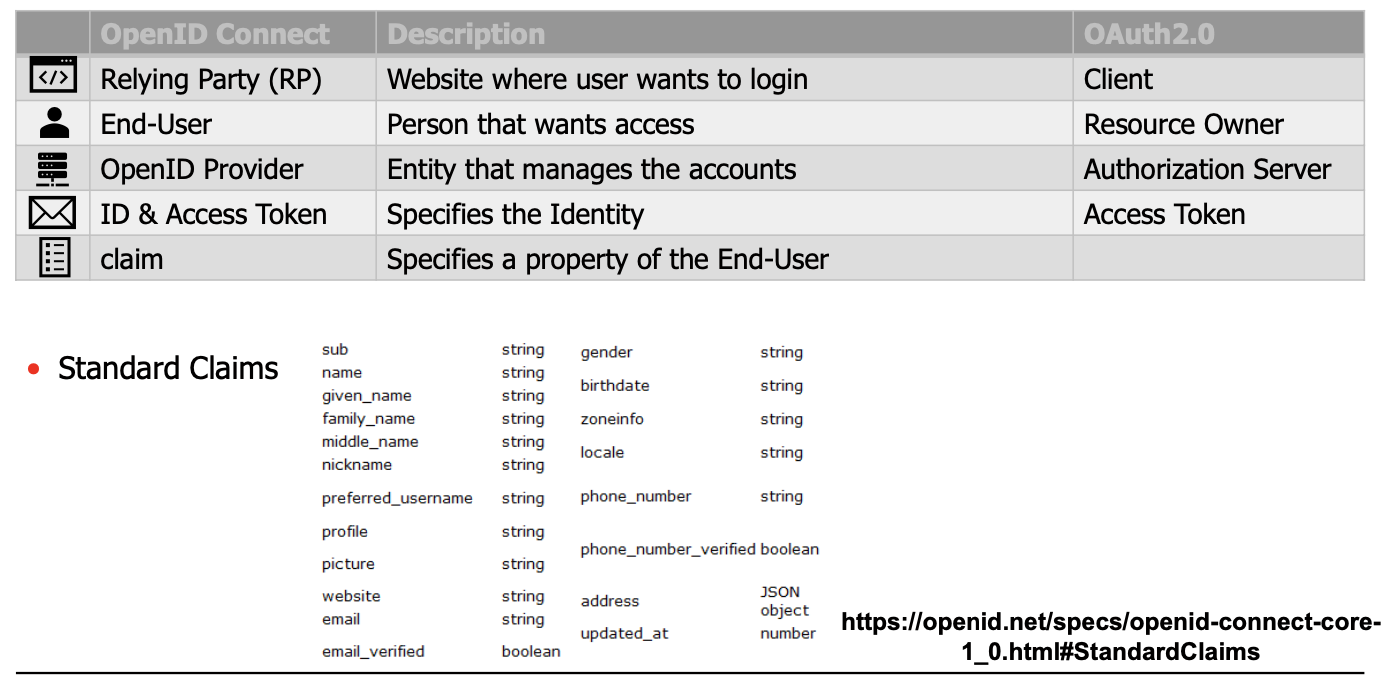 OpenID Connect Description OAuth2.0
</> Relying Party (RP) Website where user wants to login Client
End-User Person that wants access Resource Owner
OpenID Provider Entity that manages the accounts Authorization Server
ID & Access Token Specifies the Identity Access Token
claim Specifies a property of the End-User
• Standard Claims
sub string
name string
given_name string
family_name string
middle_name string
nickname string
preferred_username string
profile string
picture string
website string
email string
email_verified boolean
gender string
birthdate string
zoneinfo string
locale string
phone_number string
phone_number_verified boolean
address JSON
object
updated_at number
https://openid.net/specs/openid-connect-core-
1_0.html#StandardClaims